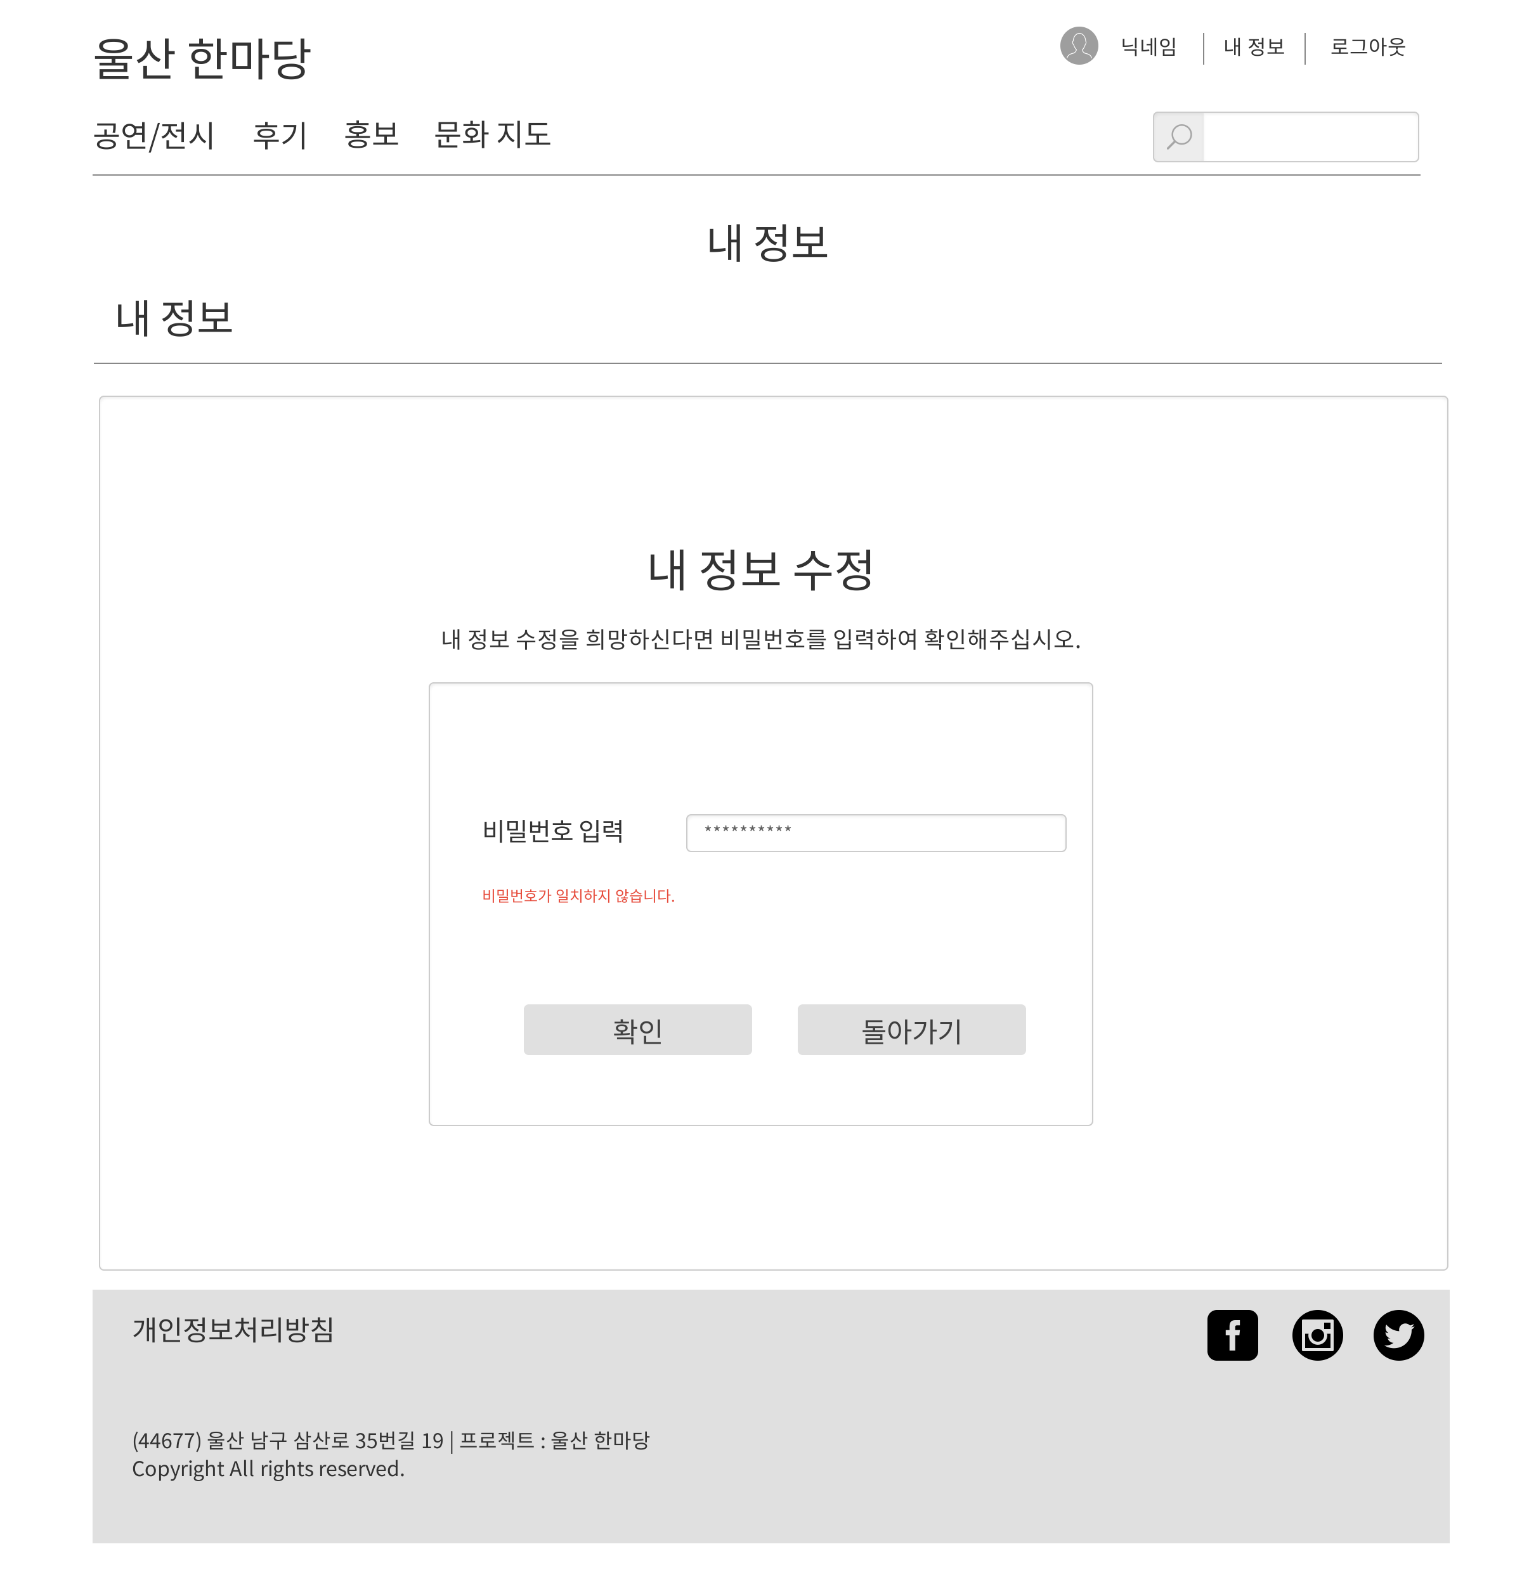 울산 한마당
닉네임 | 내 정보 | 로그아웃
공연/전시 후기 홍보 문화 지도
내 정보
내 정보
내 정보 수정
내 정보 수정을 희망하신다면 비밀번호를 입력하여 확인해주십시오.
비밀번호 입력 **********
비밀번호가 일치하지 않습니다.
확인 돌아가기
개인정보처리방침
(44677) 울산 남구 삼산로 35번길 19 | 프로젝트 : 울산 한마당
Copyright All rights reserved.